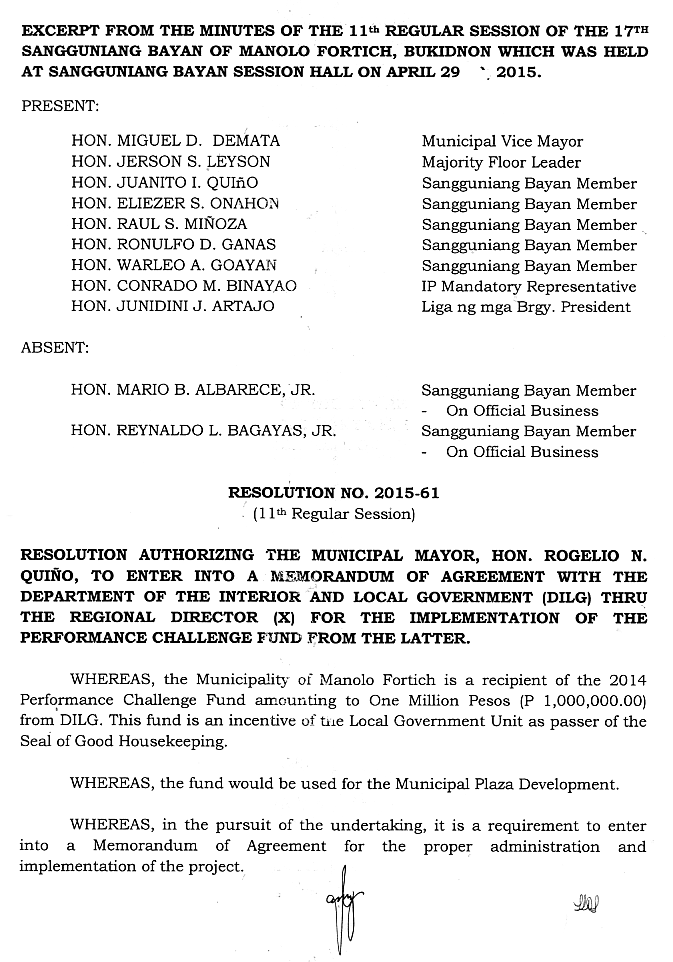 EXCERPT FROM THE MINUTES OF THE 11th REGULAR SESSION OF THE 17TH
SANGGUNIANG BAYAN OF MANOLO FORTICH, BUKIDNON WHICH WAS HELD
AT SANGGUNIANG BAYAN SESSION HALL ON APRIL 29 , 2015.
PRESENT:
HON. MIGUEL D. DEMATA Municipal Vice Mayor
HON. JERSON S. LEYSON Majority Floor Leader
HON. JUANITO I. QUIñO Sangguniang Bayan Member
HON. ELIEZER S. ONAHON Sangguniang Bayan Member
HON. RAUL S. MIÑOZA Sangguniang Bayan Member
HON. RONULFO D. GANAS Sangguniang Bayan Member
HON. WARLEO A. GOAYAN Sangguniang Bayan Member
HON. CONRADO M. BINAYAO IP Mandatory Representative
HON. JUNIDINI J. ARTAJO Liga ng mga Brgy. President
ABSENT:
HON. MARIO B. ALBARECE, JR. Sangguniang Bayan Member
- On Official Business
HON. REYNALDO L. BAGAYAS, JR. Sangguniang Bayan Member
- On Official Business
RESOLUTION NO. 2015-61
(11th Regular Session)
RESOLUTION AUTHORIZING THE MUNICIPAL MAYOR, HON. ROGELIO N.
QUIÑO, TO ENTER INTO A MEMORANDUM OF AGREEMENT WITH THE
DEPARTMENT OF THE INTERIOR AND LOCAL GOVERNMENT (DILG) THRU
THE REGIONAL DIRECTOR (X) FOR THE IMPLEMENTATION OF THE
PERFORMANCE CHALLENGE FUND FROM THE LATTER.
WHEREAS, the Municipality of Manolo Fortich is a recipient of the 2014
Performance Challenge Fund amounting to One Million Pesos (P 1,000,000.00)
from DILG. This fund is an incentive of the Local Government Unit as passer of the
Seal of Good Housekeeping.
WHEREAS, the fund would be used for the Municipal Plaza Development.
WHEREAS, in the pursuit of the undertaking, it is a requirement to enter
into a Memorandum of Agreement for the proper administration and
implementation of the project.